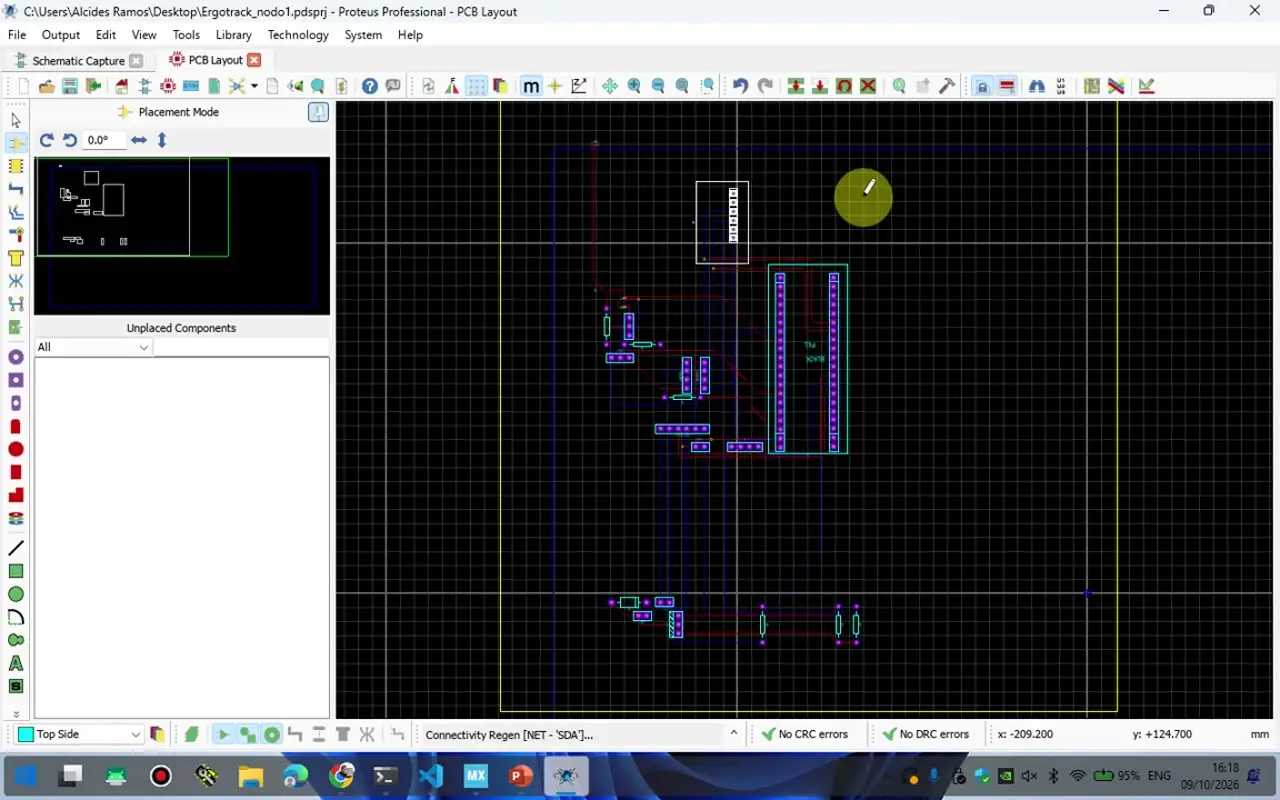 C:\Users\Alcides Ramos\Desktop\Ergotrack_nodo1.pdsprj - Proteus Professional - PCB Layout
File Output Edit View Tools Library Technology System Help
Schematic Capture PCB Layout
Placement Mode
0.0°
Unplaced Components
All
Top Side Connectivity Regen [NET - 'SDA']... No CRC errors No DRC errors x: -209.200 y: +124.700 mm
95% ENG 16:18
09/10/2026